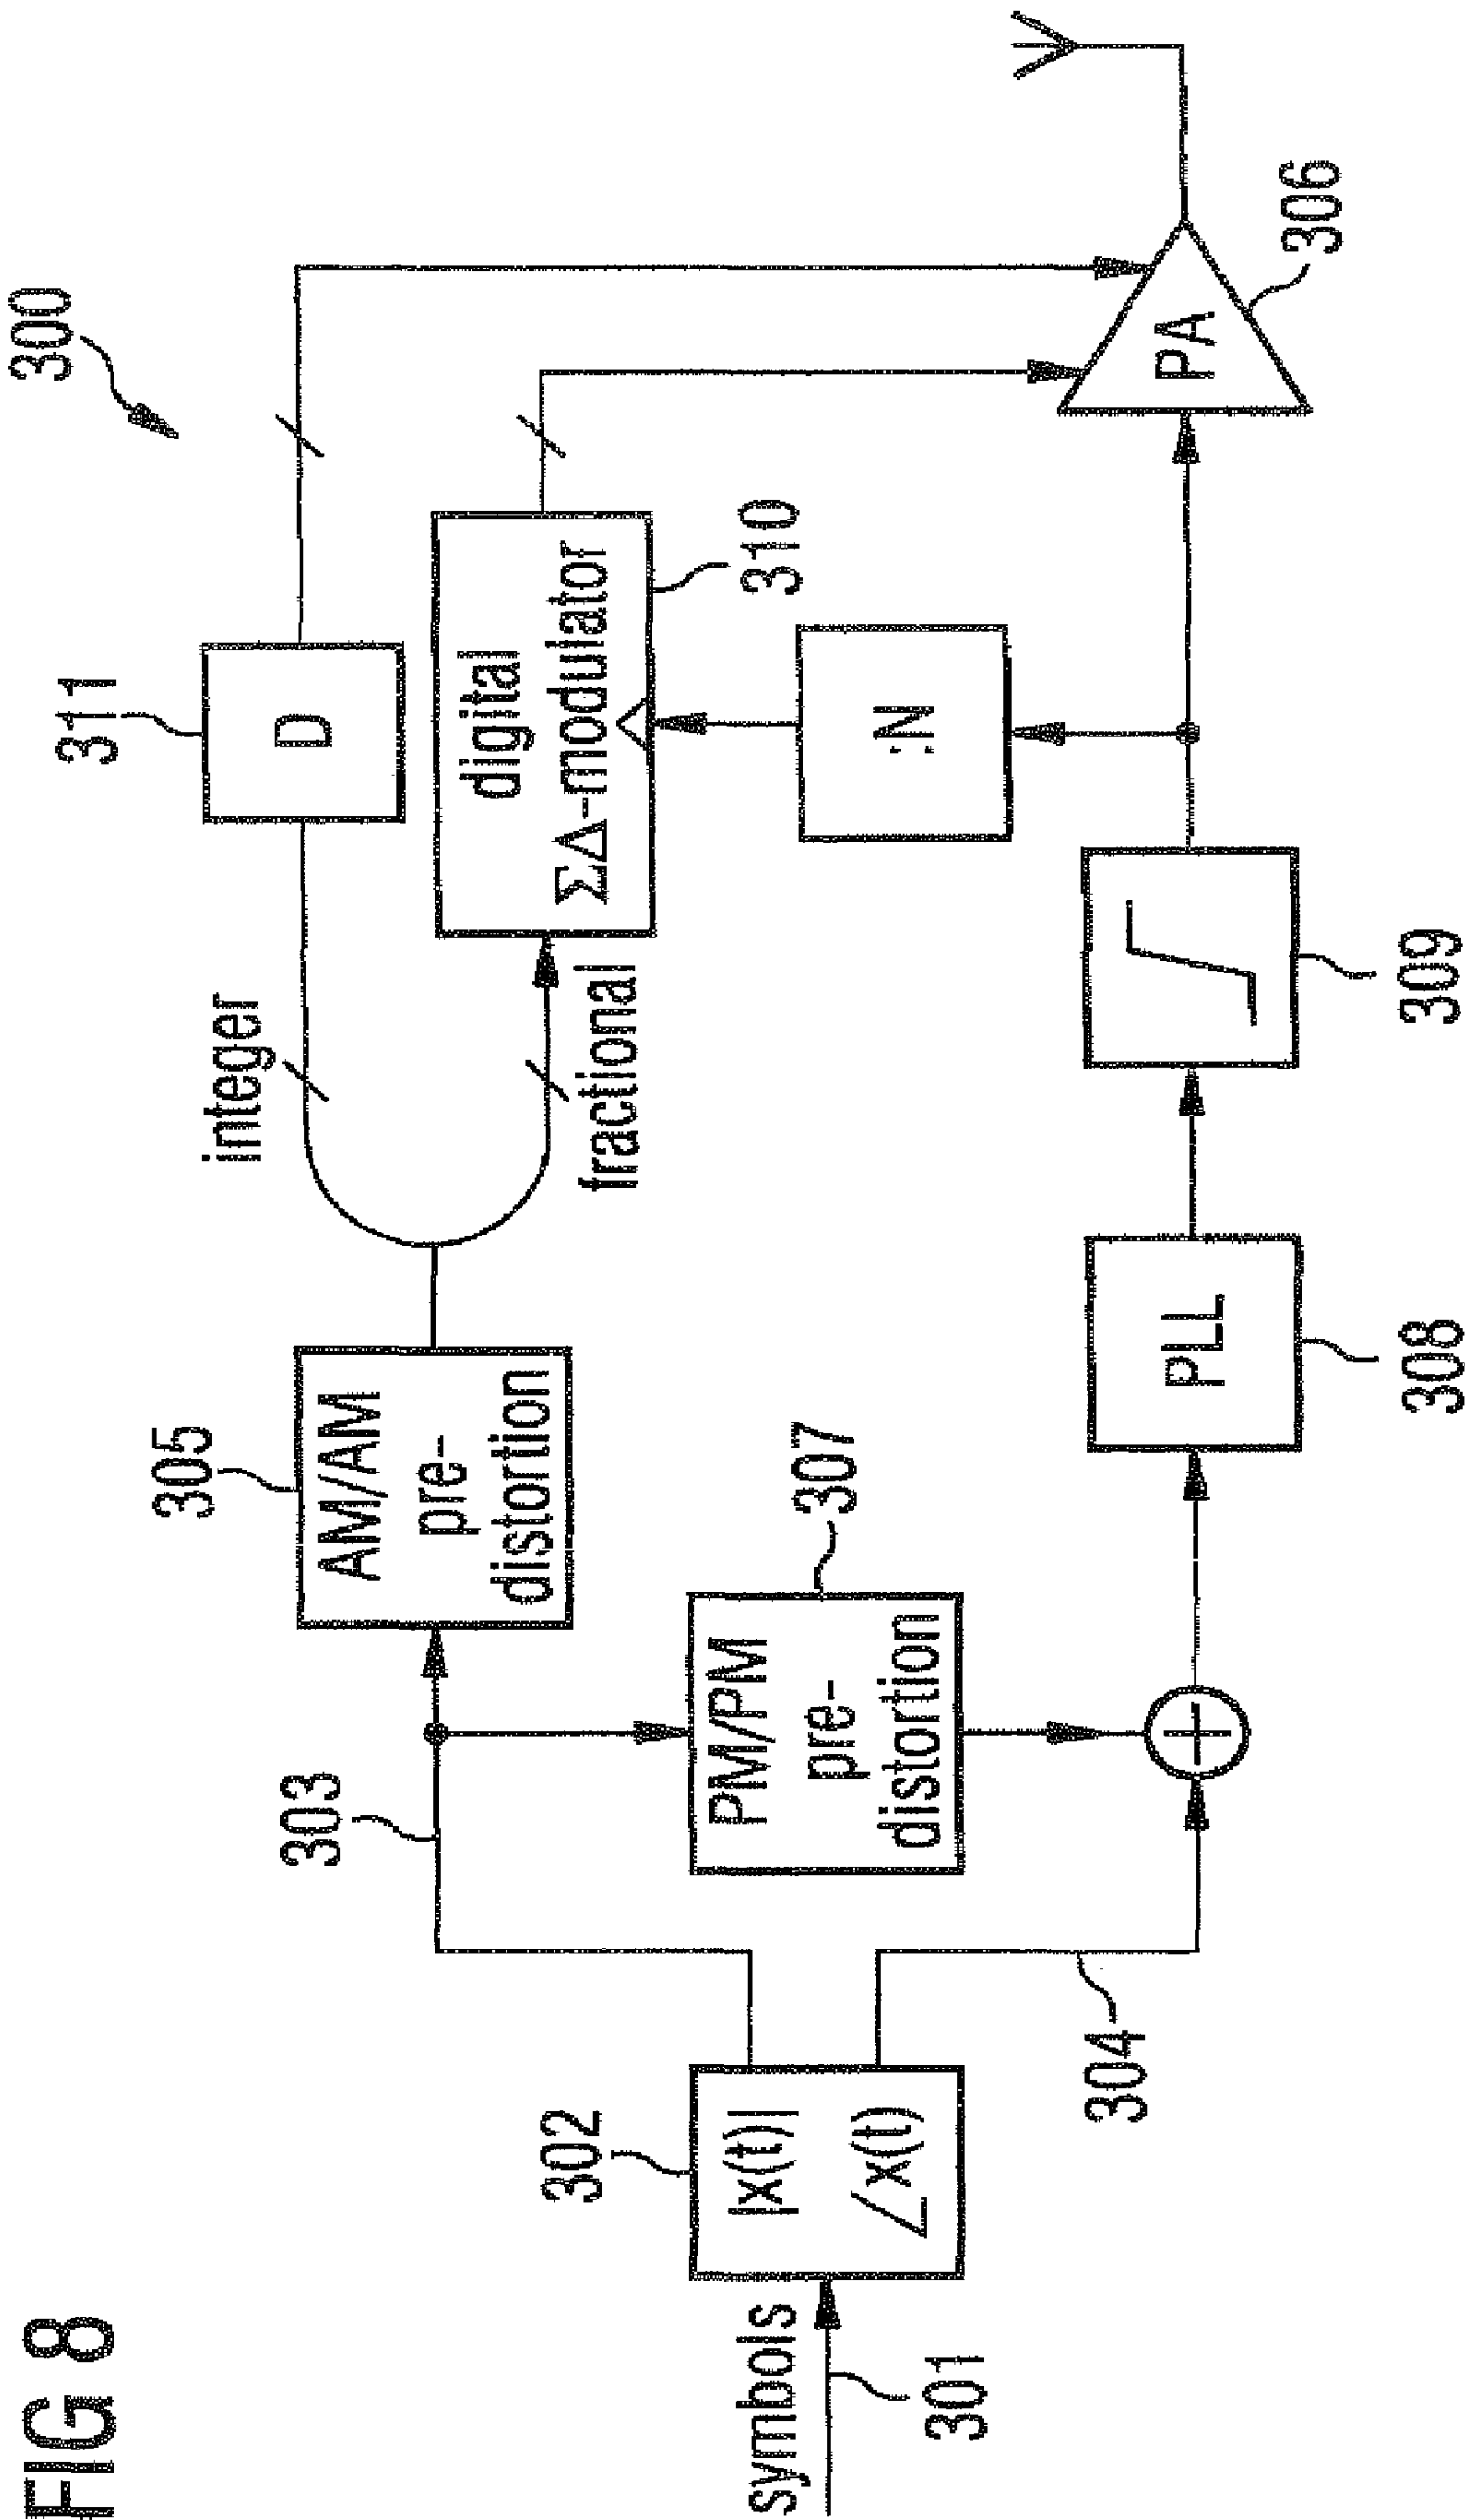 FIG 8
300
311
D
integer
305
AM/AM
pre-
distortion
digital
ΣΔ-modulator
310
fractional
303
307
PM/PM
pre-
distortion
:N
302
|x(t)|
∠x(t)
symbols
301
304
PLL
308
309
PA
306